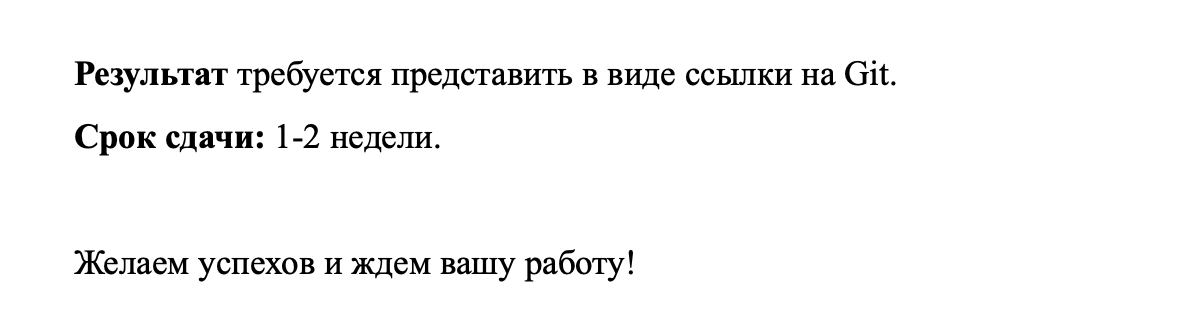 Результат требуется представить в виде ссылки на Git.
Срок сдачи: 1-2 недели.
Желаем успехов и ждем вашу работу!